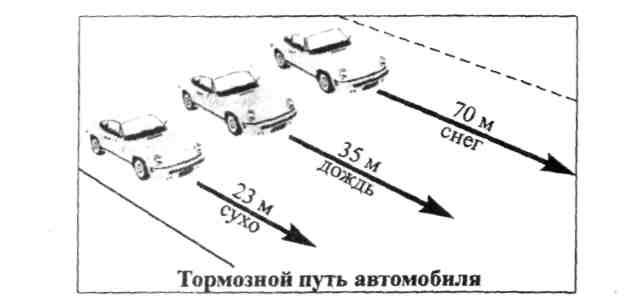 70 м
снег
35 м
дождь
23 м
сухо
Тормозной путь автомобиля